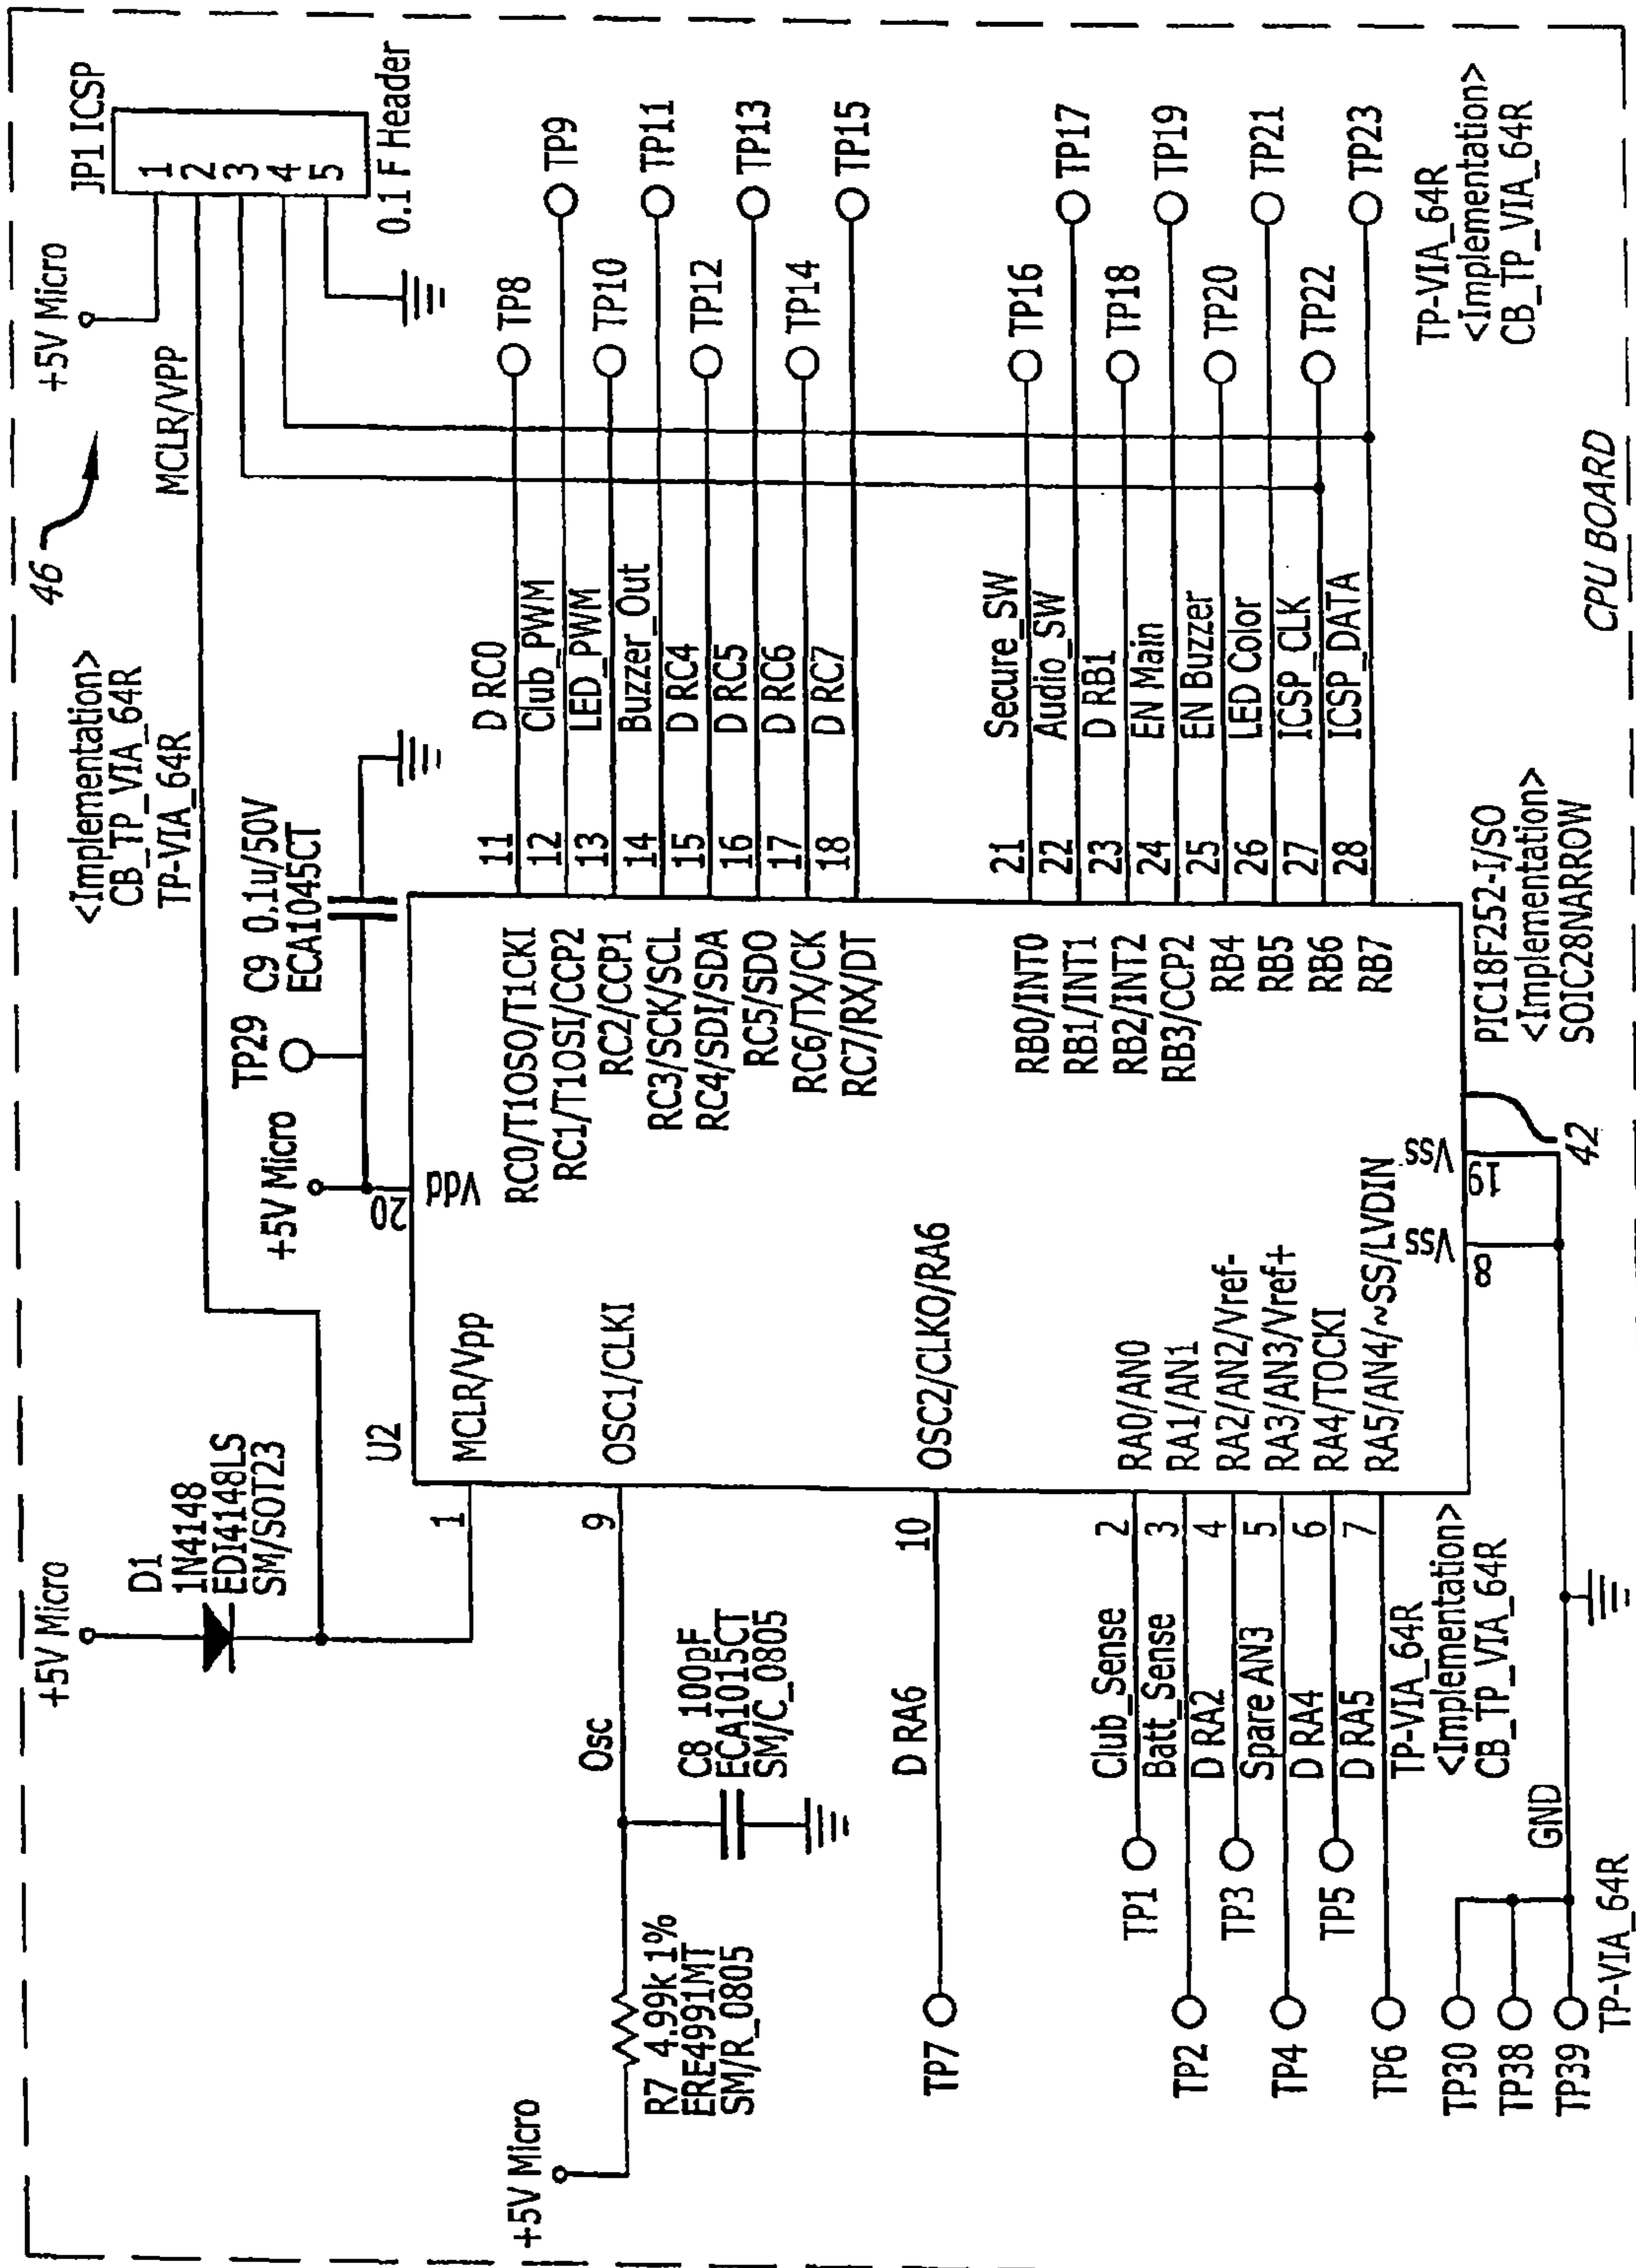 46
+5V Micro
JP1 ICSP
1
2
3
4
5
0.1 F Header
MCLR/VPP
<Implementation>
CB_TP_VIA_64R
TP-VIA_64R
+5V Micro
D1
1N4148
EDI4148LS
SM/SOT23
+5V Micro
TP29
C9 0.1u/50V
ECA1045CT
U2
20
Vdd
1
MCLR/Vpp
+5V Micro
R7 4.99k 1%
ERE4991MT
SM/R_0805
Osc
C8 100pF
ECA1015CT
SM/C_0805
9
OSC1/CLKI
TP7
D RA6
10
OSC2/CLKO/RA6
RC0/T1OSO/T1CKI
11
D RC0
TP8
RC1/T1OSI/CCP2
12
Club_PWM
TP9
RC2/CCP1
13
LED_PWM
TP10
RC3/SCK/SCL
14
Buzzer_Out
TP11
RC4/SDI/SDA
15
D RC4
TP12
RC5/SDO
16
D RC5
TP13
RC6/TX/CK
17
D RC6
TP14
RC7/RX/DT
18
D RC7
TP15
RB0/INT0
21
Secure_SW
TP16
RB1/INT1
22
Audio_SW
TP17
RB2/INT2
23
D RB1
TP18
RB3/CCP2
24
EN Main
TP19
RB4
25
EN Buzzer
TP20
RB5
26
LED Color
TP21
RB6
27
ICSP_CLK
TP22
RB7
28
ICSP_DATA
TP23
TP1
Club_Sense
2
RA0/AN0
TP2
Batt_Sense
3
RA1/AN1
TP3
D RA2
4
RA2/AN2/Vref-
TP4
Spare AN3
5
RA3/AN3/Vref+
TP5
D RA4
6
RA4/TOCKI
TP6
D RA5
7
RA5/AN4/~SS/LVDIN
TP-VIA_64R
<Implementation>
CB_TP_VIA_64R
Vss
Vss
8
19
42
PIC18F252-I/SO
<Implementation>
SOIC28NARROW
TP-VIA_64R
<Implementation>
CB_TP_VIA_64R
TP30
TP38
TP39
GND
TP-VIA_64R
CPU BOARD